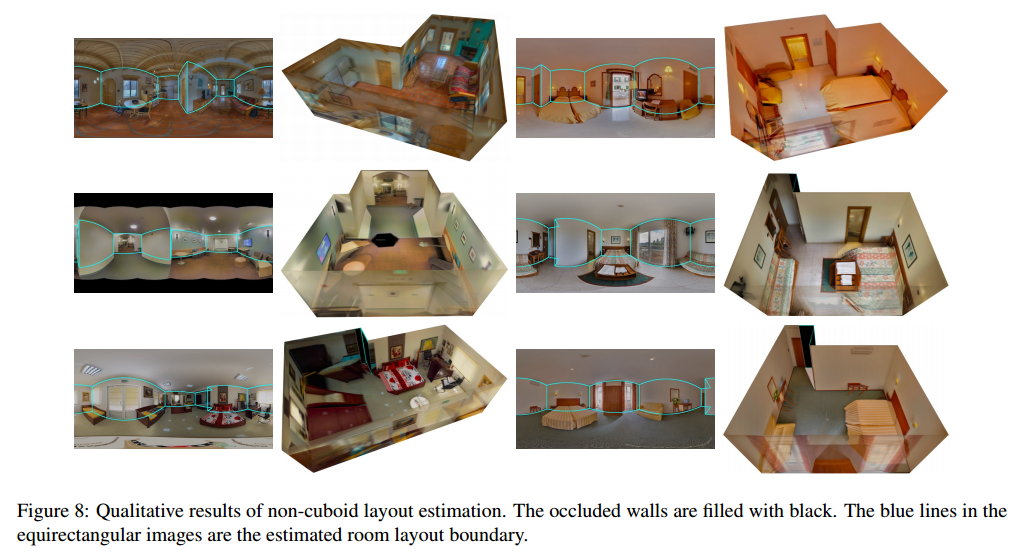 Figure 8: Qualitative results of non-cuboid layout estimation. The occluded walls are filled with black. The blue lines in the
equirectangular images are the estimated room layout boundary.